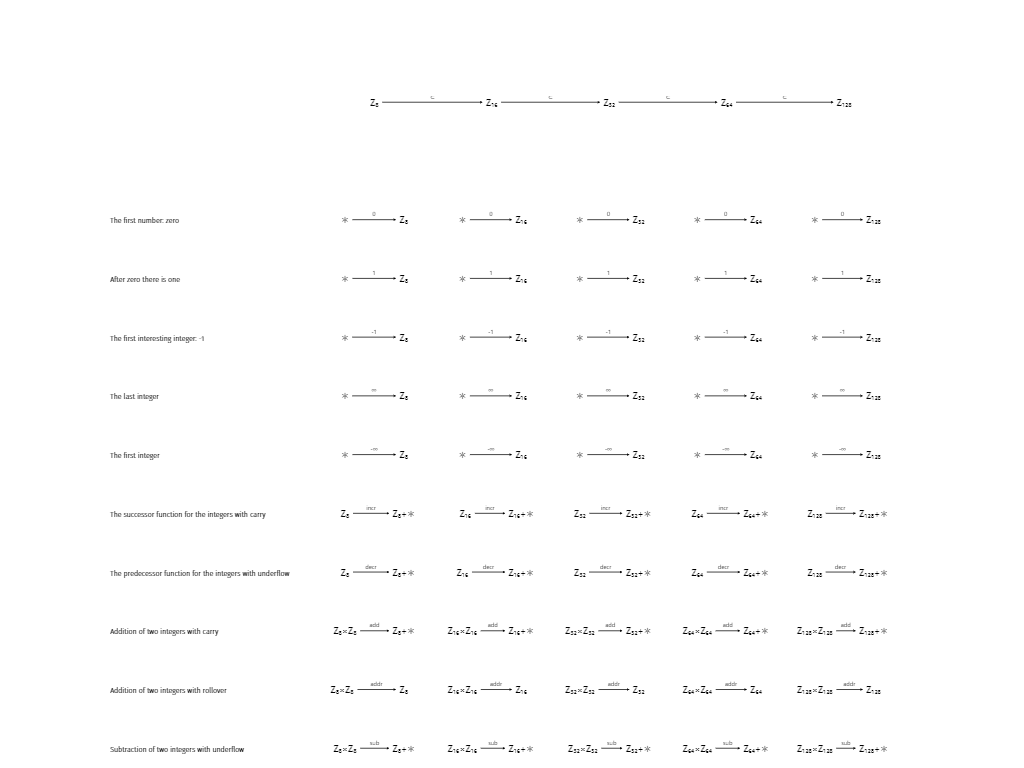 Z₈ c Z₁₆ c Z₃₂ c Z₆₄ c Z₁₂₈
The first number: zero * 0 Z₈ * 0 Z₁₆ * 0 Z₃₂ * 0 Z₆₄ * 0 Z₁₂₈
After zero there is one * 1 Z₈ * 1 Z₁₆ * 1 Z₃₂ * 1 Z₆₄ * 1 Z₁₂₈
The first interesting integer: -1 * -1 Z₈ * -1 Z₁₆ * -1 Z₃₂ * -1 Z₆₄ * -1 Z₁₂₈
The last integer * ∞ Z₈ * ∞ Z₁₆ * ∞ Z₃₂ * ∞ Z₆₄ * ∞ Z₁₂₈
The first integer * -∞ Z₈ * -∞ Z₁₆ * -∞ Z₃₂ * -∞ Z₆₄ * -∞ Z₁₂₈
The successor function for the integers with carry Z₈ incr Z₈+* Z₁₆ incr Z₁₆+* Z₃₂ incr Z₃₂+* Z₆₄ incr Z₆₄+* Z₁₂₈ incr Z₁₂₈+*
The predecessor function for the integers with underflow Z₈ decr Z₈+* Z₁₆ decr Z₁₆+* Z₃₂ decr Z₃₂+* Z₆₄ decr Z₆₄+* Z₁₂₈ decr Z₁₂₈+*
Addition of two integers with carry Z₈×Z₈ add Z₈+* Z₁₆×Z₁₆ add Z₁₆+* Z₃₂×Z₃₂ add Z₃₂+* Z₆₄×Z₆₄ add Z₆₄+* Z₁₂₈×Z₁₂₈ add Z₁₂₈+*
Addition of two integers with rollover Z₈×Z₈ addr Z₈ Z₁₆×Z₁₆ addr Z₁₆ Z₃₂×Z₃₂ addr Z₃₂ Z₆₄×Z₆₄ addr Z₆₄ Z₁₂₈×Z₁₂₈ addr Z₁₂₈
Subtraction of two integers with underflow Z₈×Z₈ sub Z₈+* Z₁₆×Z₁₆ sub Z₁₆+* Z₃₂×Z₃₂ sub Z₃₂+* Z₆₄×Z₆₄ sub Z₆₄+* Z₁₂₈×Z₁₂₈ sub Z₁₂₈+*